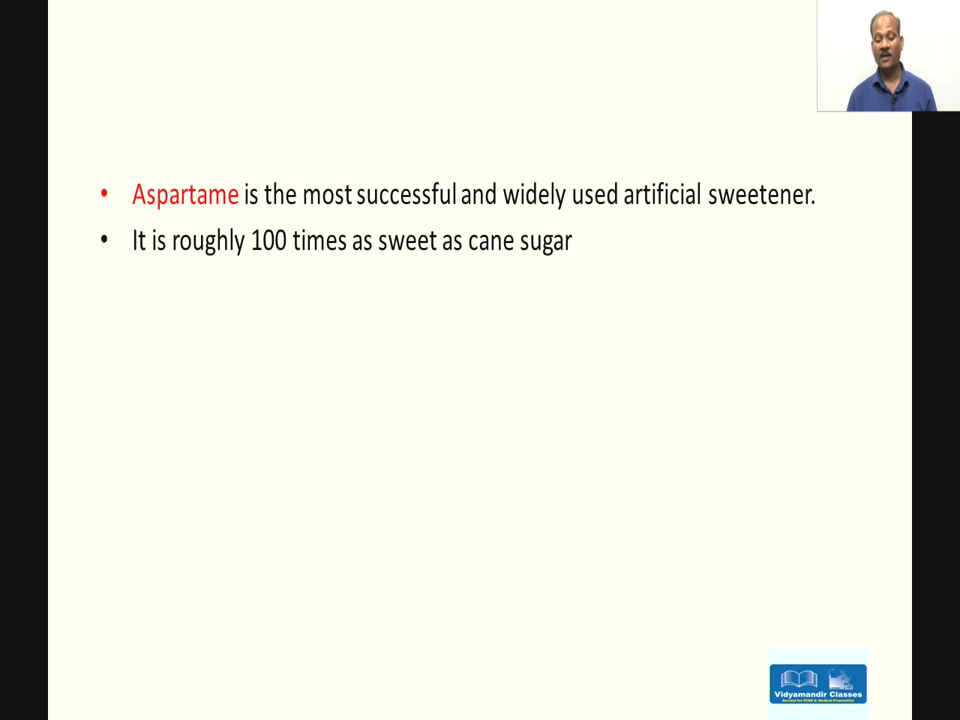 • Aspartame is the most successful and widely used artificial sweetener.
• It is roughly 100 times as sweet as cane sugar
Vidyamandir Classes